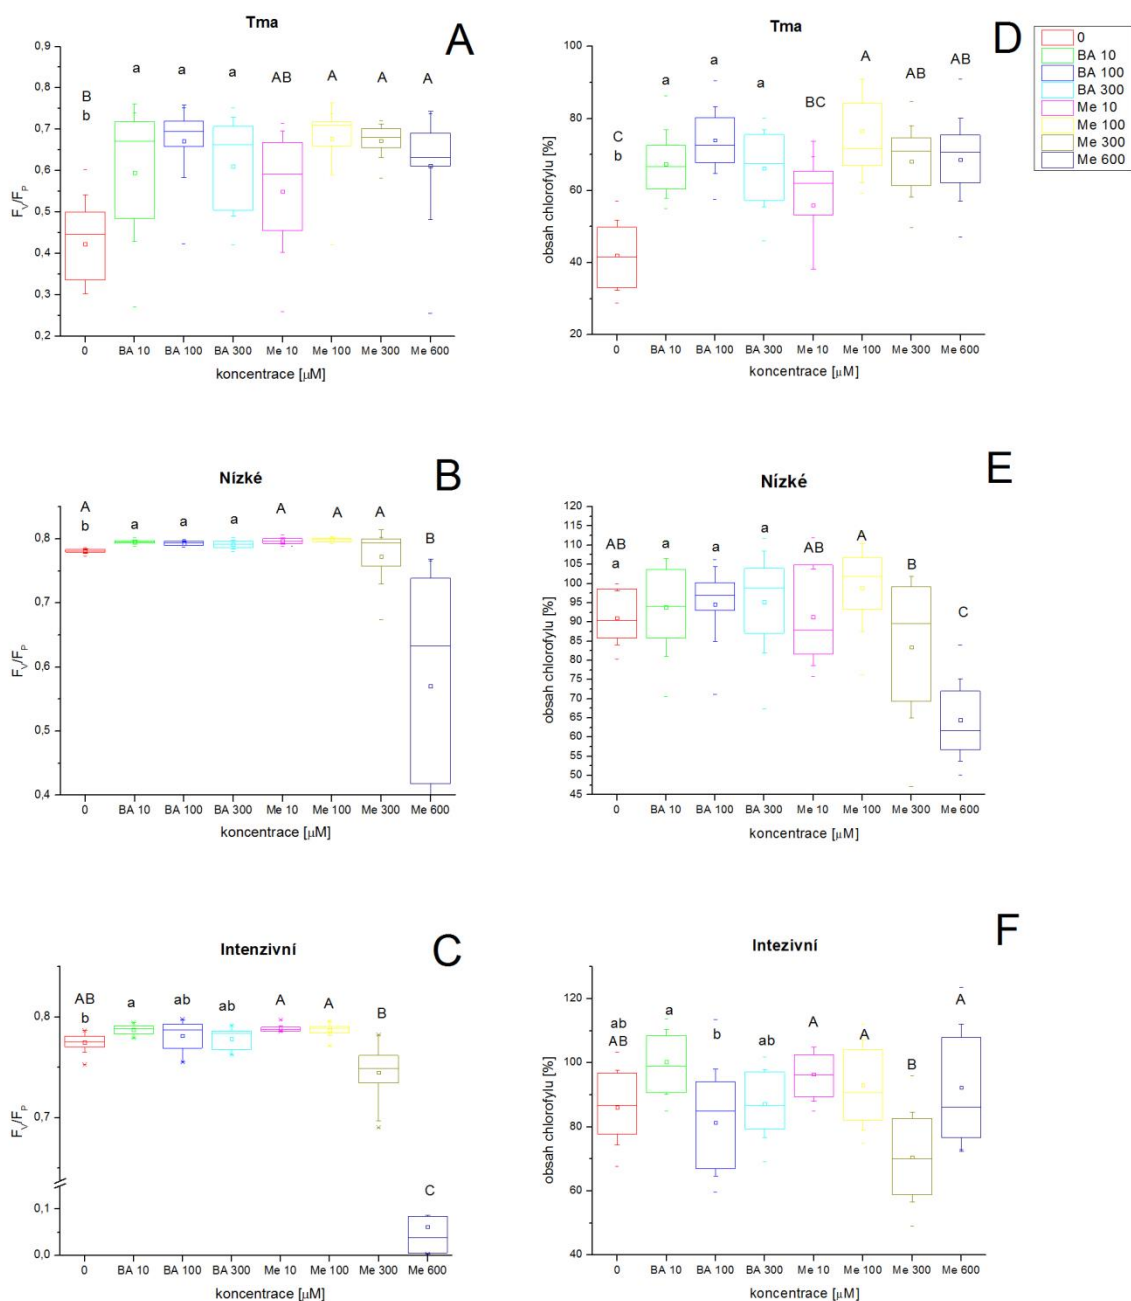 Tma
A
0,9
0,8
0,7
0,6
0,5
0,4
0,3
0,2
F_V/F_P
B
b
a
a
a
AB
A
A
A
0 BA 10 BA 100 BA 300 Me 10 Me 100 Me 300 Me 600
koncentrace [μM]
Tma
D
100
80
60
40
20
obsah chlorofylu [%]
C
b
a
a
a
BC
A
AB
AB
0 BA 10 BA 100 BA 300 Me 10 Me 100 Me 300 Me 600
koncentrace [μM]
0
BA 10
BA 100
BA 300
Me 10
Me 100
Me 300
Me 600
Nízké
B
0,8
0,7
0,6
0,5
0,4
F_V/F_P
A
b
a
a
a
A
A
A
B
0 BA 10 BA 100 BA 300 Me 10 Me 100 Me 300 Me 600
koncentrace [μM]
Nízké
E
120
115
110
105
100
95
90
85
80
75
70
65
60
55
50
45
obsah chlorofylu [%]
AB
a
a
a
a
AB
A
B
C
0 BA 10 BA 100 BA 300 Me 10 Me 100 Me 300 Me 600
koncentrace [μM]
Intenzivní
C
0,8
0,7
0,1
0,0
F_V/F_P
AB
b
a
ab
ab
A
A
B
C
0 BA 10 BA 100 BA 300 Me 10 Me 100 Me 300 Me 600
koncentrace [μM]
Intezivní
F
120
100
80
60
40
obsah chlorofylu [%]
ab
AB
a
b
ab
A
A
B
A
0 BA 10 BA 100 BA 300 Me 10 Me 100 Me 300 Me 600
koncentrace [μM]